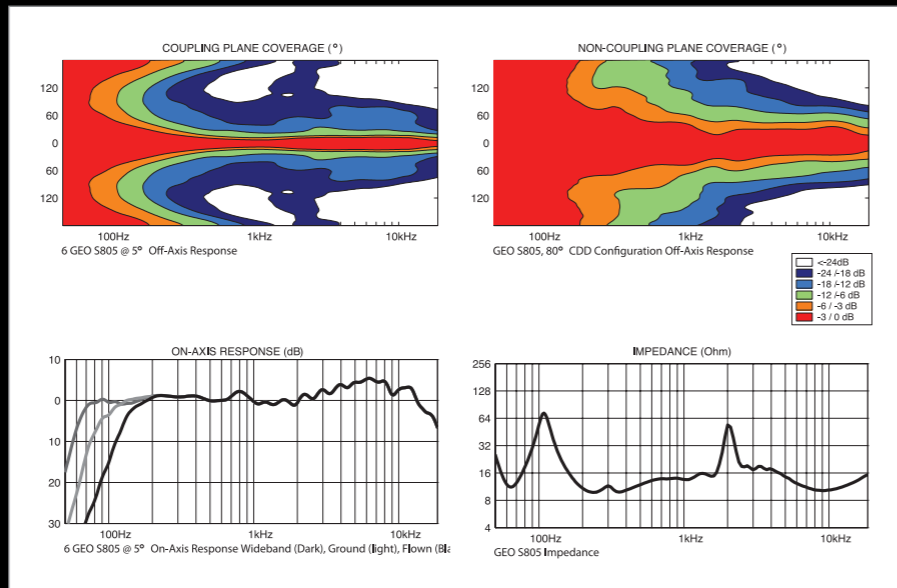 COUPLING PLANE COVERAGE (°)
120
60
0
60
120
100Hz 1kHz 10kHz
6 GEO S805 @ 5° Off-Axis Response
NON-COUPLING PLANE COVERAGE (°)
120
60
0
60
120
100Hz 1kHz 10kHz
GEO S805, 80° CDD Configuration Off-Axis Response
<-24dB
-24 /-18 dB
-18 /-12 dB
-12 /-6 dB
-6 / -3 dB
-3 / 0 dB
ON-AXIS RESPONSE (dB)
10
0
10
20
30
100Hz 1kHz 10kHz
6 GEO S805 @ 5° On-Axis Response Wideband (Dark), Ground (light), Flown
IMPEDANCE (Ohm)
256
128
64
32
16
8
4
100Hz 1kHz 10kHz
GEO S805 Impedance